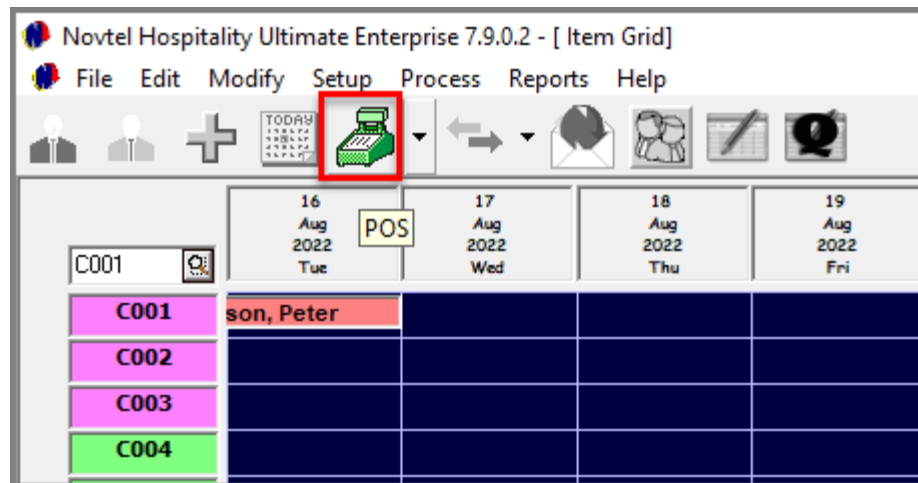 Novtel Hospitality Ultimate Enterprise 7.9.0.2 - [ Item Grid]
File Edit Modify Setup Process Reports Help
TODAY
POS
16
Aug
2022
Tue
17
Aug
2022
Wed
18
Aug
2022
Thu
19
Aug
2022
Fri
C001
C001
son, Peter
C002
C003
C004